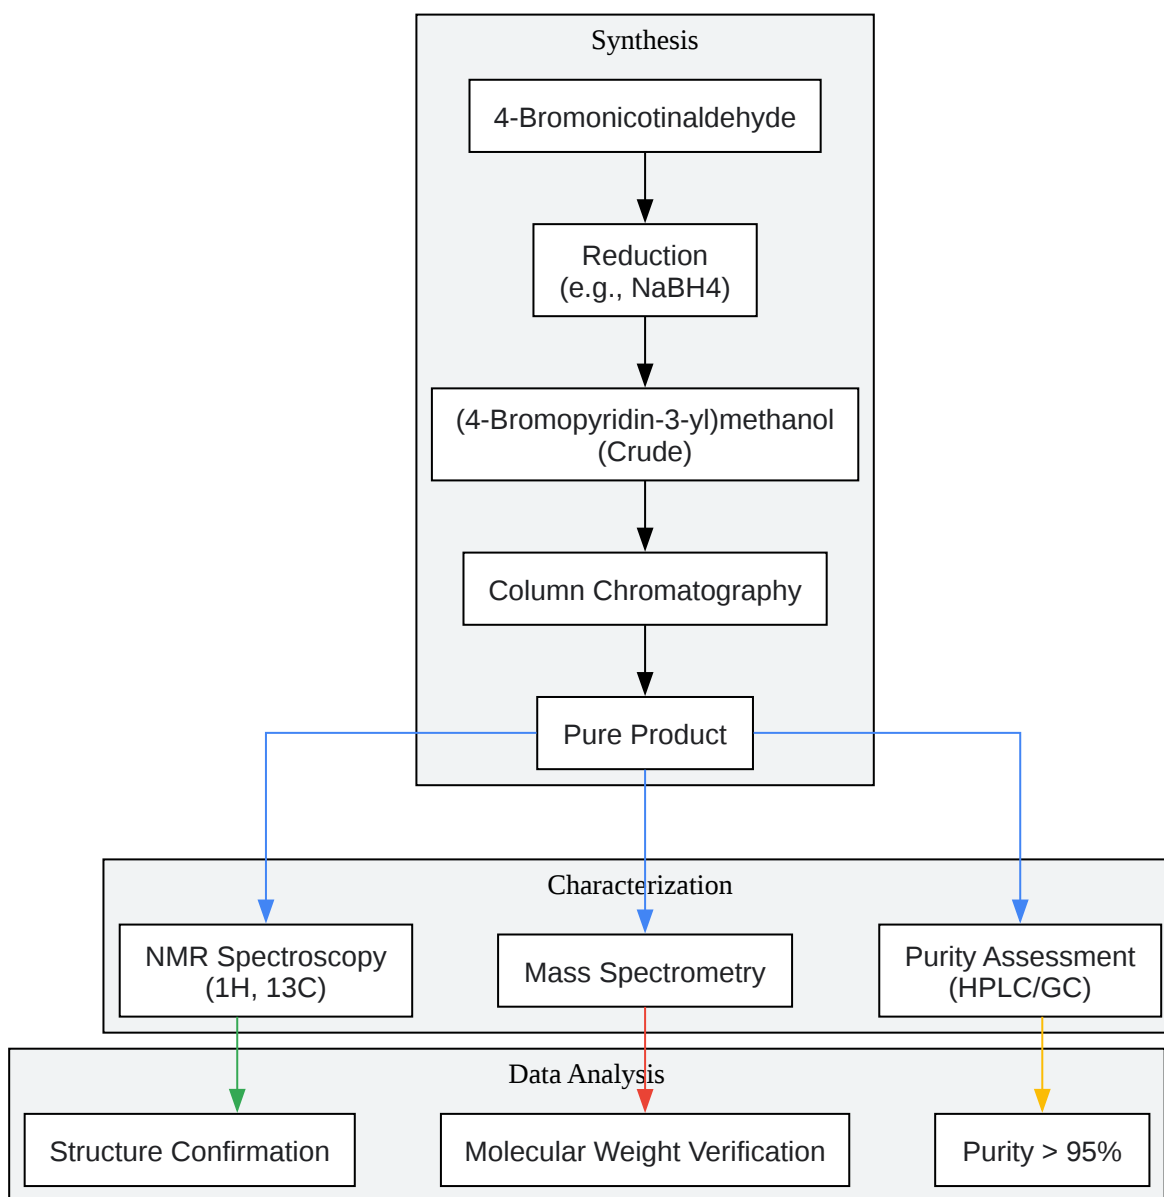 Synthesis
4-Bromonicotinaldehyde
Reduction
(e.g., NaBH4)
(4-Bromopyridin-3-yl)methanol
(Crude)
Column Chromatography
Pure Product
Characterization
NMR Spectroscopy
(1H, 13C)
Mass Spectrometry
Purity Assessment
(HPLC/GC)
Data Analysis
Structure Confirmation
Molecular Weight Verification
Purity > 95%